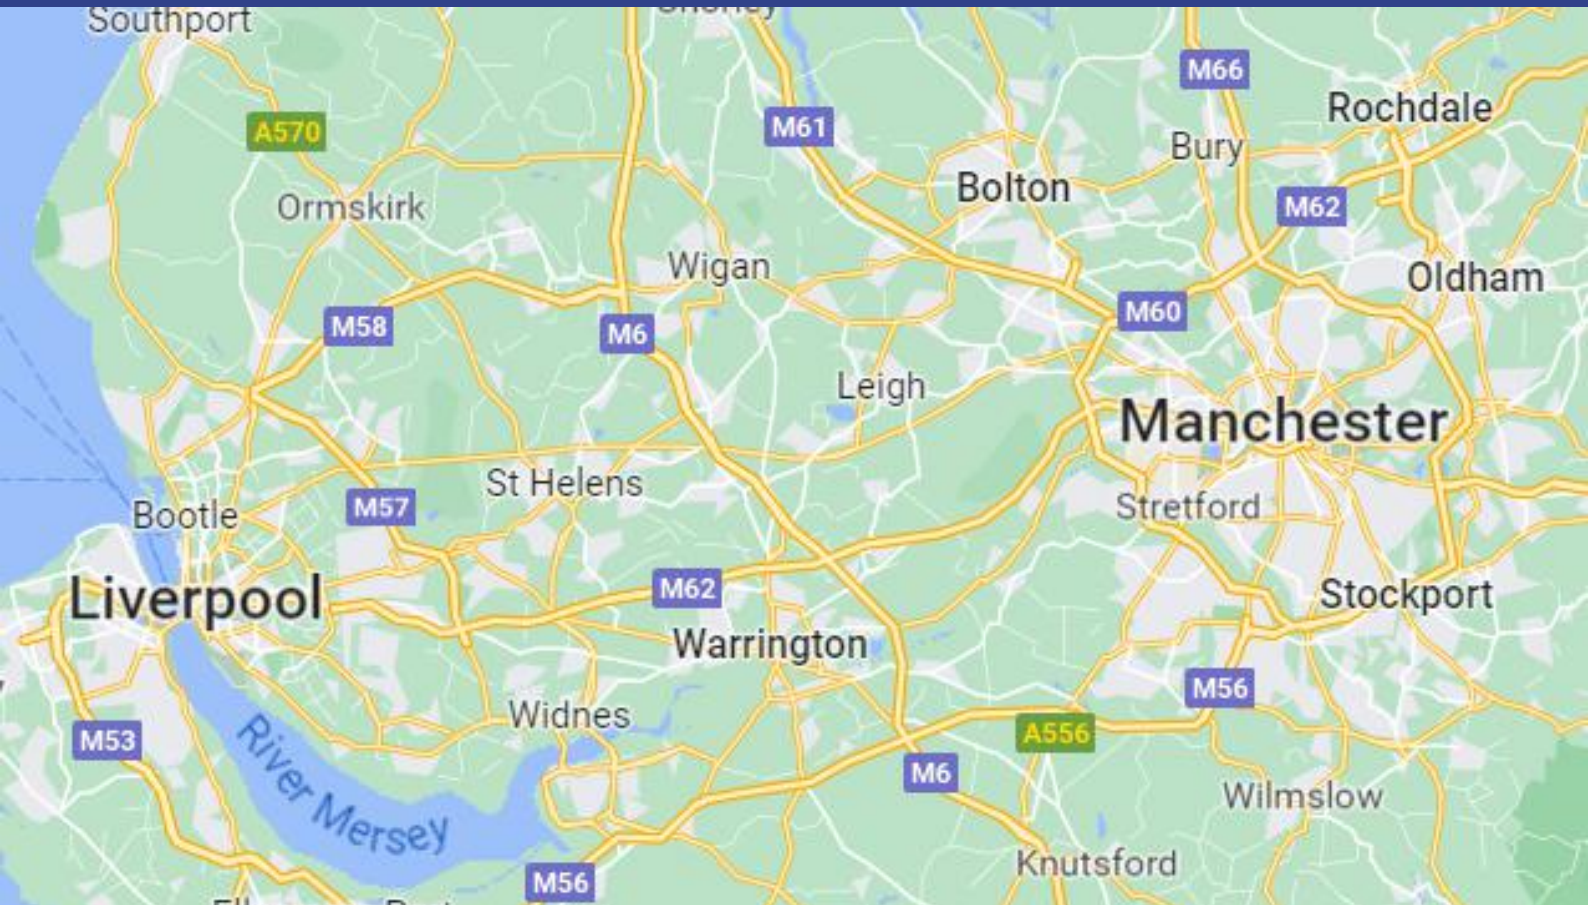 Southport
Chorley
M66
M61
Rochdale
A570
Bury
Bolton
M62
Ormskirk
Wigan
Oldham
M58
M6
M60
Leigh
Manchester
St Helens
M57
Stretford
Bootle
M62
Liverpool
Stockport
Warrington
M56
Widnes
M53
A556
M6
River Mersey
Wilmslow
Knutsford
M56